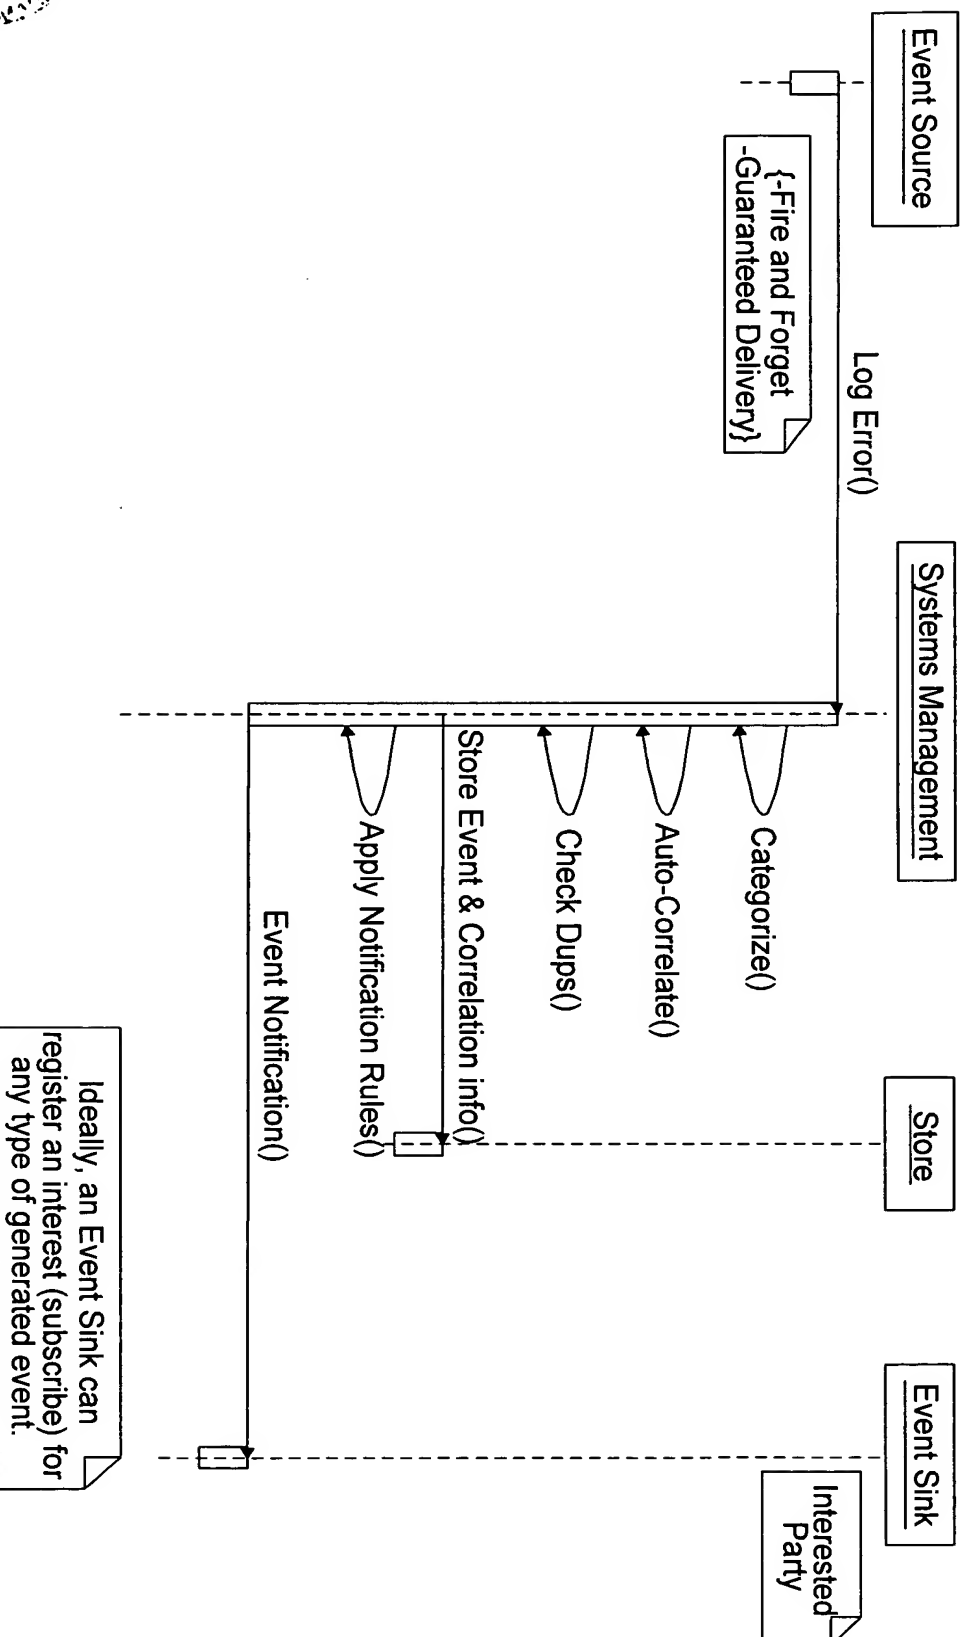 Event Source
Systems Management
Store
Event Sink
Interested
Party
Log Error()
{-Fire and Forget
-Guaranteed Delivery}
Categorize()
Auto-Correlate()
Check Dups()
Store Event & Correlation info()
Apply Notification Rules()
Event Notification()
Ideally, an Event Sink can
register an interest (subscribe) for
any type of generated event.